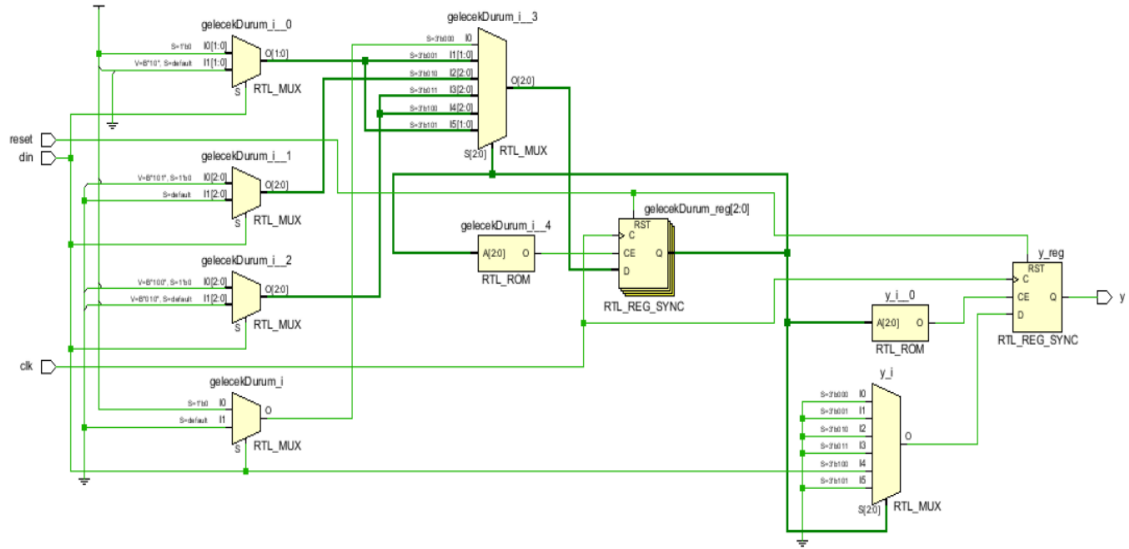 gelecekDurum_i__0
S=1'b0 I0[1:0]
V=B"10", S=default I1[1:0]
O[1:0]
S
RTL_MUX
gelecekDurum_i__3
S=3'b000 I0
S=3'b001 I1[1:0]
S=3'b010 I2[2:0]
S=3'b011 I3[2:0]
S=3'b100 I4[2:0]
S=3'b101 I5[1:0]
O[2:0]
S[2:0]
RTL_MUX
reset
din
gelecekDurum_i__1
V=B"101", S=1'b0 I0[2:0]
S=default I1[2:0]
O[2:0]
S
RTL_MUX
gelecekDurum_i__4
A[2:0] O
RTL_ROM
gelecekDurum_reg[2:0]
RST
C
CE Q
D
RTL_REG_SYNC
gelecekDurum_i__2
V=B"100", S=1'b0 I0[2:0]
V=B"010", S=default I1[2:0]
O[2:0]
S
RTL_MUX
y_reg
RST
C
CE Q
D
RTL_REG_SYNC
y
y_i__0
A[2:0] O
RTL_ROM
clk
gelecekDurum_i
S=1'b0 I0
S=default I1
O
S
RTL_MUX
y_i
S=3'b000 I0
S=3'b001 I1
S=3'b010 I2
S=3'b011 I3
S=3'b100 I4
S=3'b101 I5
O
S[2:0]
RTL_MUX